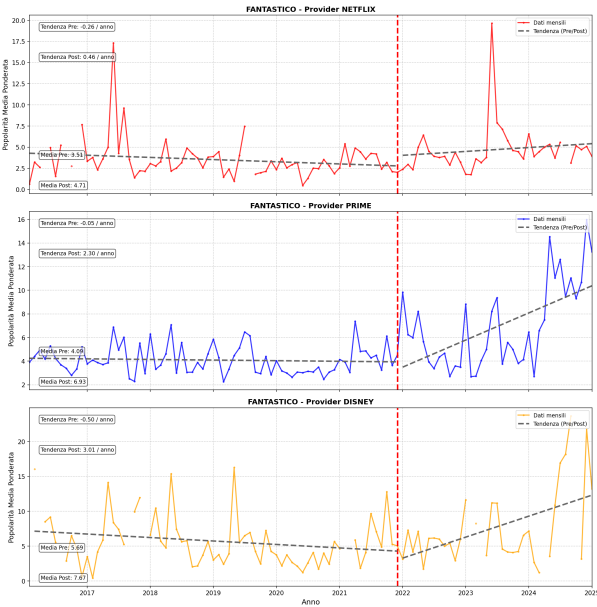 FANTASTICO - Provider NETFLIX
Popolarità Media Ponderata
20.0
17.5
15.0
12.5
10.0
7.5
5.0
2.5
0.0
Tendenza Pre: -0.26 / anno
Tendenza Post: 0.46 / anno
Media Pre: 3.51
Media Post: 4.71
Dati mensili
Tendenza (Pre/Post)
FANTASTICO - Provider PRIME
Popolarità Media Ponderata
16
14
12
10
8
6
4
2
Tendenza Pre: -0.05 / anno
Tendenza Post: 2.30 / anno
Media Pre: 4.09
Media Post: 6.93
Dati mensili
Tendenza (Pre/Post)
FANTASTICO - Provider DISNEY
Popolarità Media Ponderata
20
15
10
5
0
Tendenza Pre: -0.50 / anno
Tendenza Post: 3.01 / anno
Media Pre: 5.69
Media Post: 7.67
Dati mensili
Tendenza (Pre/Post)
2017 2018 2019 2020 2021 2022 2023 2024 2025
Anno